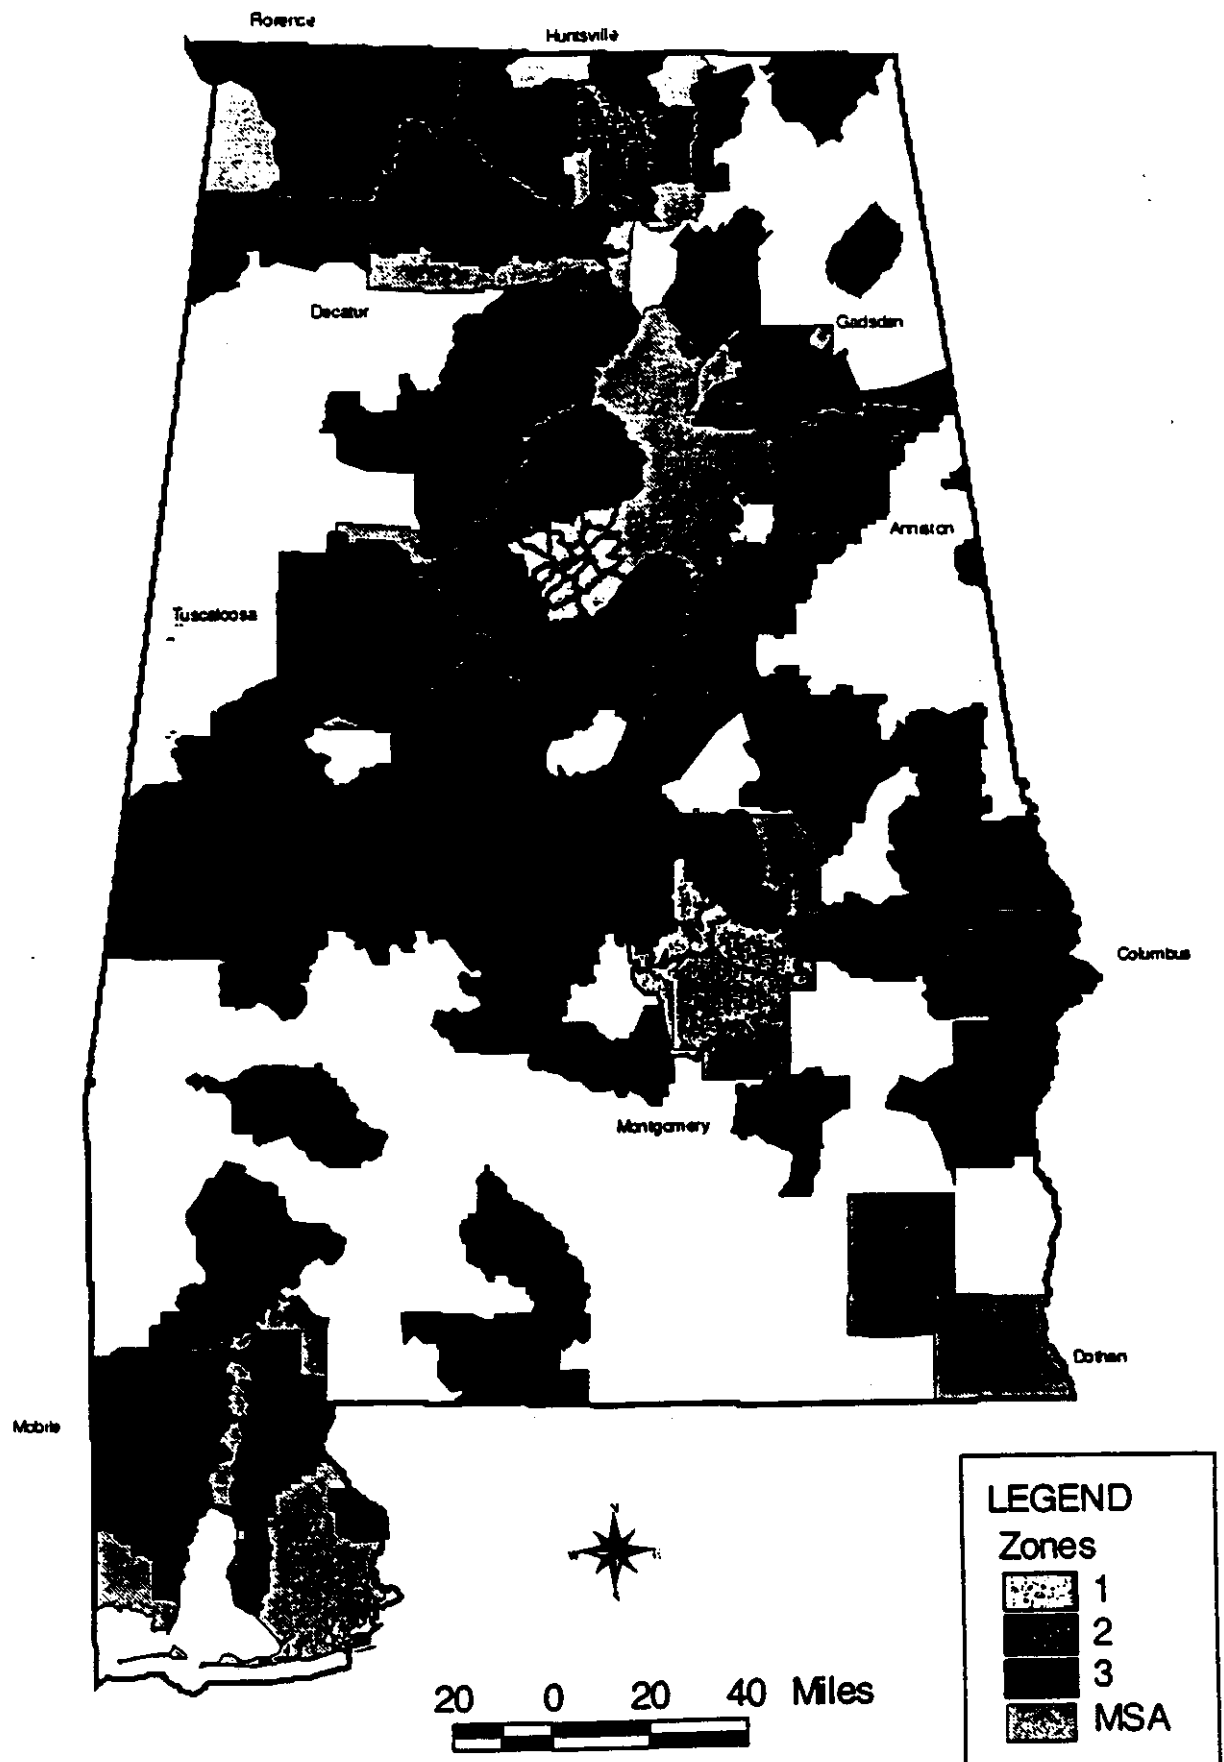 Florence
Huntsville
Decatur
Gadsden
Anniston
Tuscaloosa
Columbus
Montgomery
Dothan
Mobile
LEGEND
Zones
1
2
3
MSA
N
20 0 20 40 Miles